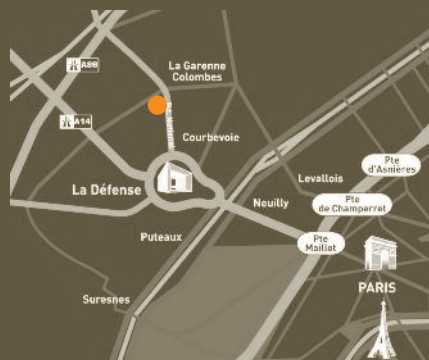 A86
La Garenne
Colombes
A14
Courbevoie
Pte
d'Asnières
Levallois
La Défense
Neuilly
Pte
de Champerret
Puteaux
Pte
Maillot
PARIS
Suresnes